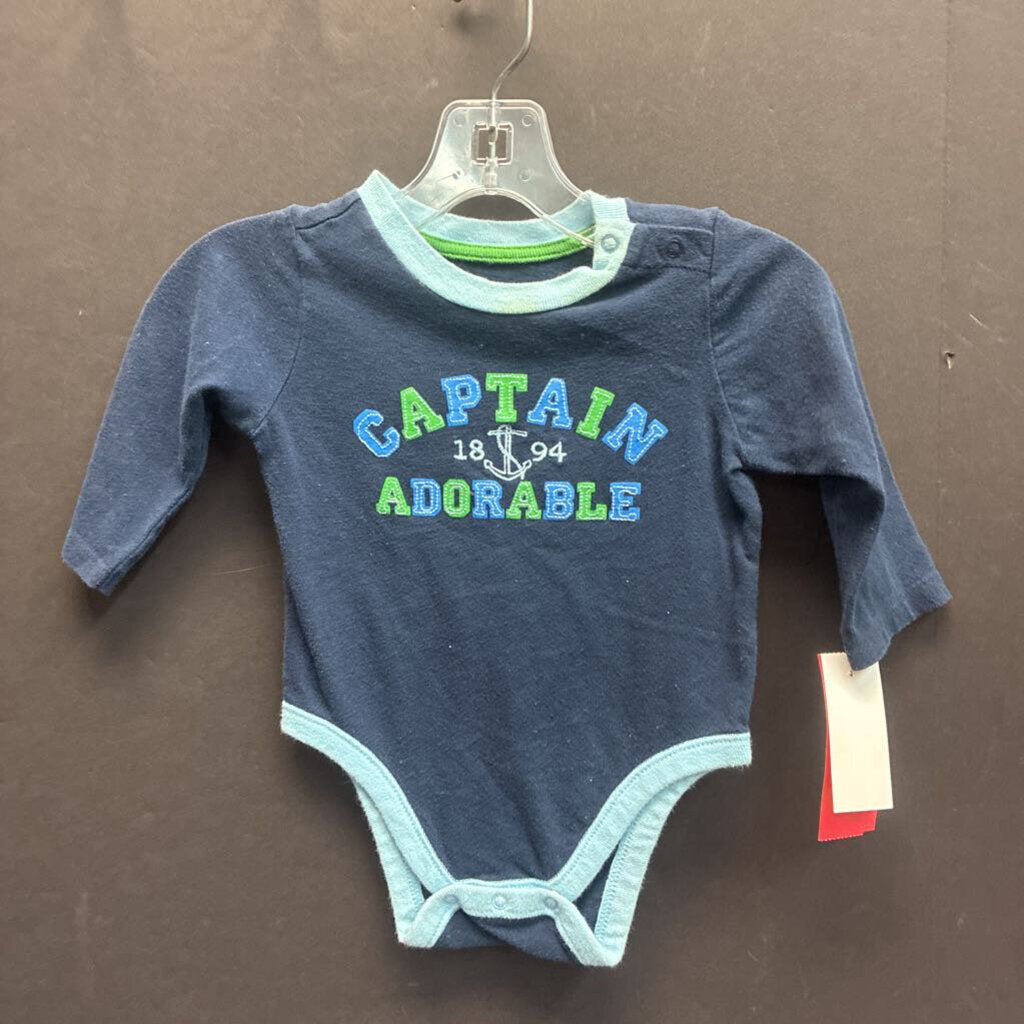 CAPTAIN
18 94
ADORABLE